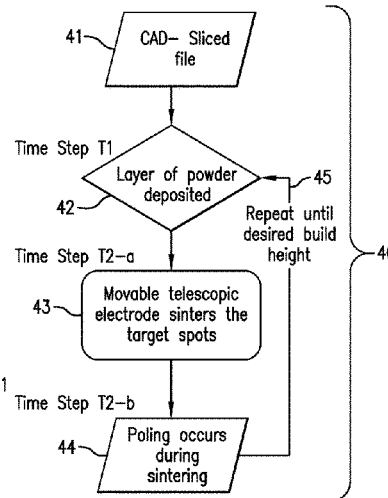 41
CAD- Sliced
file
Time Step T1
Layer of powder
deposited
42
45
Repeat until
desired build
height
40
Time Step T2-a
43
Movable telescopic
electrode sinters the
target spots
1
Time Step T2-b
44
Poling occurs
during
sintering